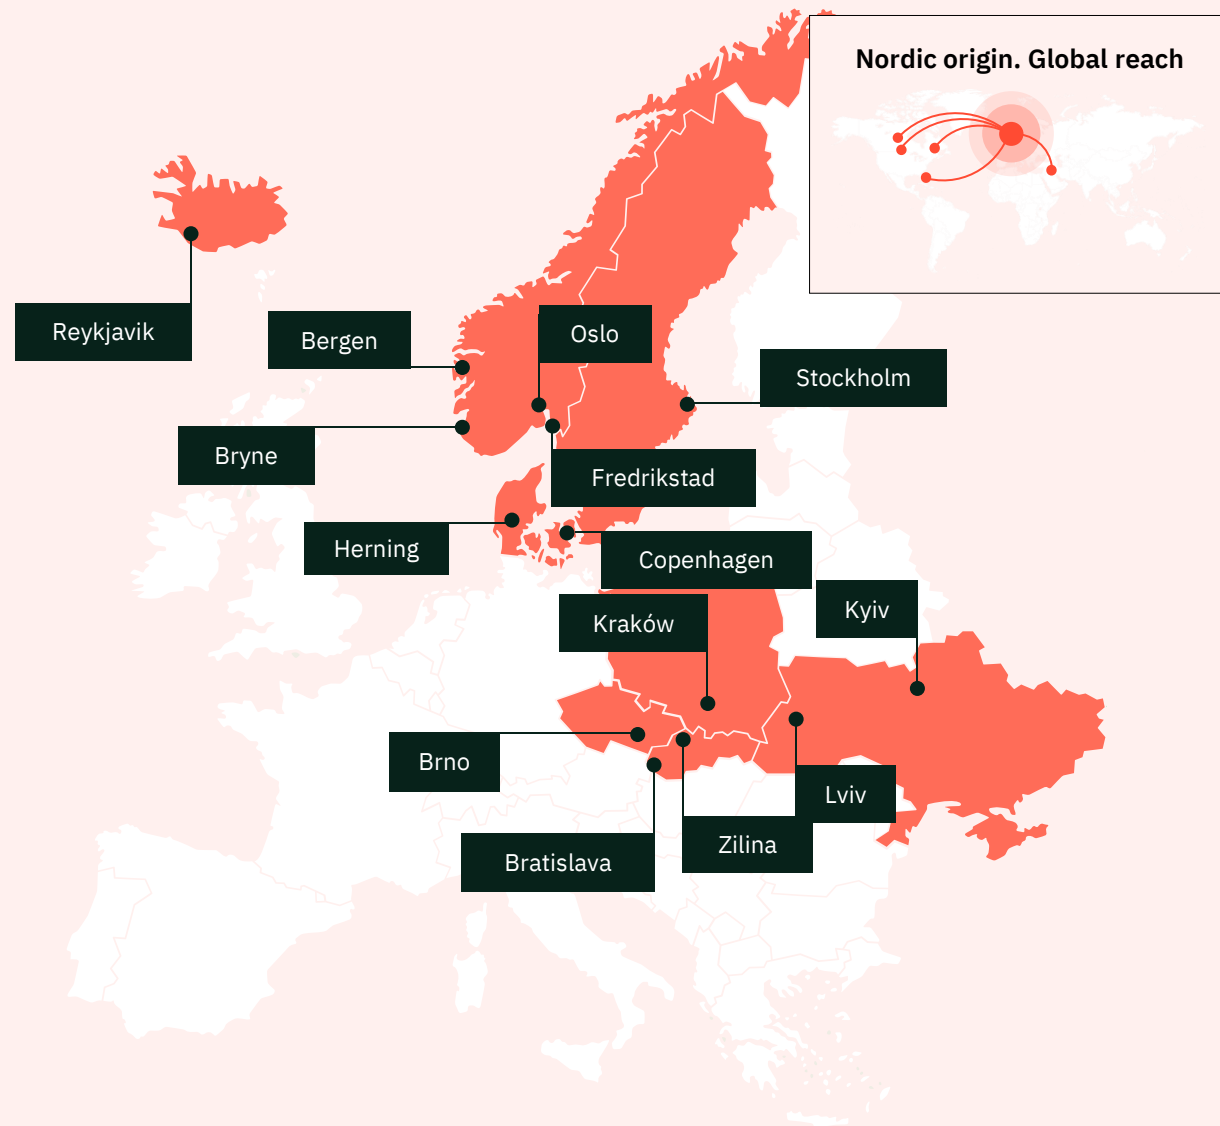 Nordic origin. Global reach
Reykjavik
Bergen
Oslo
Stockholm
Bryne
Fredrikstad
Herning
Copenhagen
Kraków
Kyiv
Brno
Lviv
Zilina
Bratislava